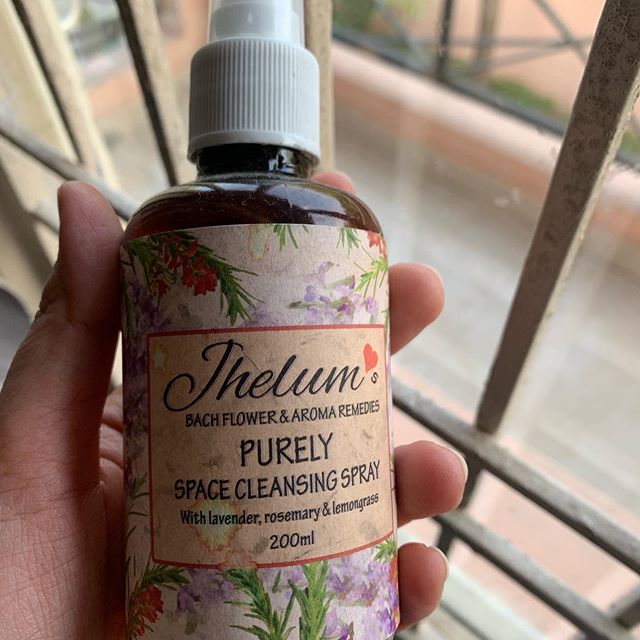 Jhelum's
BACH FLOWER & AROMA REMEDIES
PURELY
SPACE CLEANSING SPRAY
With lavender, rosemary & lemongrass
200ml